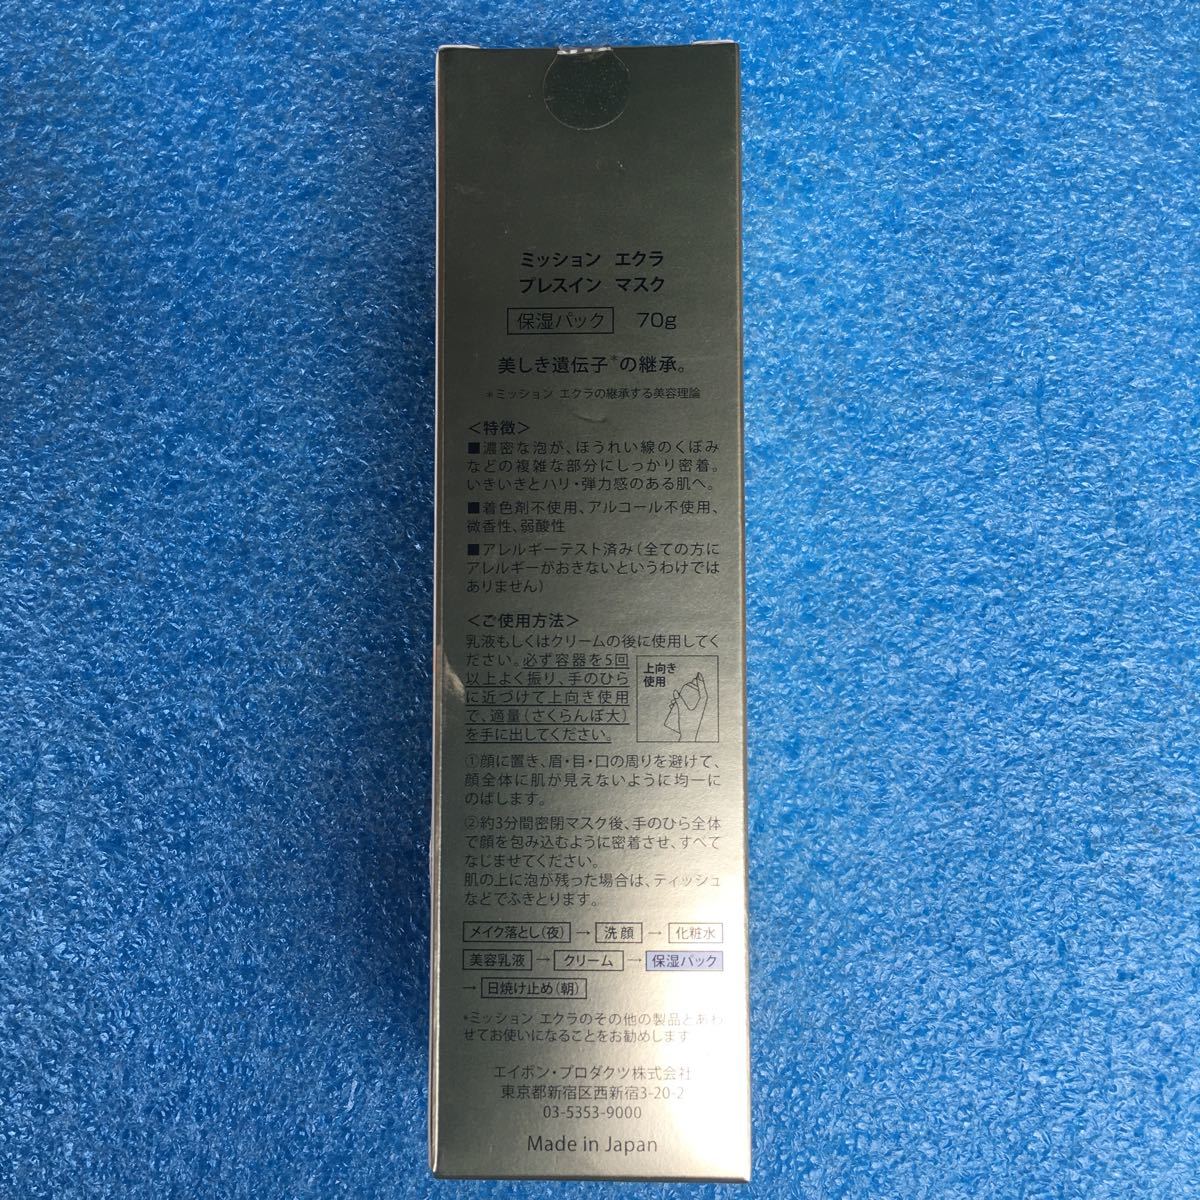 ミッション エクラ
プレスイン マスク
保湿パック 70g
美しき遺伝子*の継承。
*ミッション エクラの継承する美容理論
＜特徴＞
■濃密な泡が、ほうれい線のくぼみ
などの複雑な部分にしっかり密着。
いきいきとハリ・弾力感のある肌へ。
■着色剤不使用、アルコール不使用、
微香性、弱酸性
■アレルギーテスト済み（全ての方に
アレルギーがおきないというわけでは
ありません）
＜ご使用方法＞
乳液もしくはクリームの後に使用してく
ださい。必ず容器を5回
以上よく振り、手のひら
に近づけて上向き使用
で、適量（さくらんぼ大）
を手に出してください。
上向き
使用
①顔に置き、眉・目・口の周りを避けて、
顔全体に肌が見えないように均一に
のばします。
②約3分間密閉マスク後、手のひら全体
で顔を包み込むように密着させ、すべて
なじませてください。
肌の上に泡が残った場合は、ティッシュ
などでふきとります。
メイク落とし（夜）→ 洗顔 → 化粧水
美容乳液 → クリーム → 保湿パック
→ 日焼け止め（朝）
*ミッション エクラのその他の製品とあわ
せてお使いになることをお勧めします
エイボン・プロダクツ株式会社
東京都新宿区西新宿3-20-2
03-5353-9000
Made in Japan